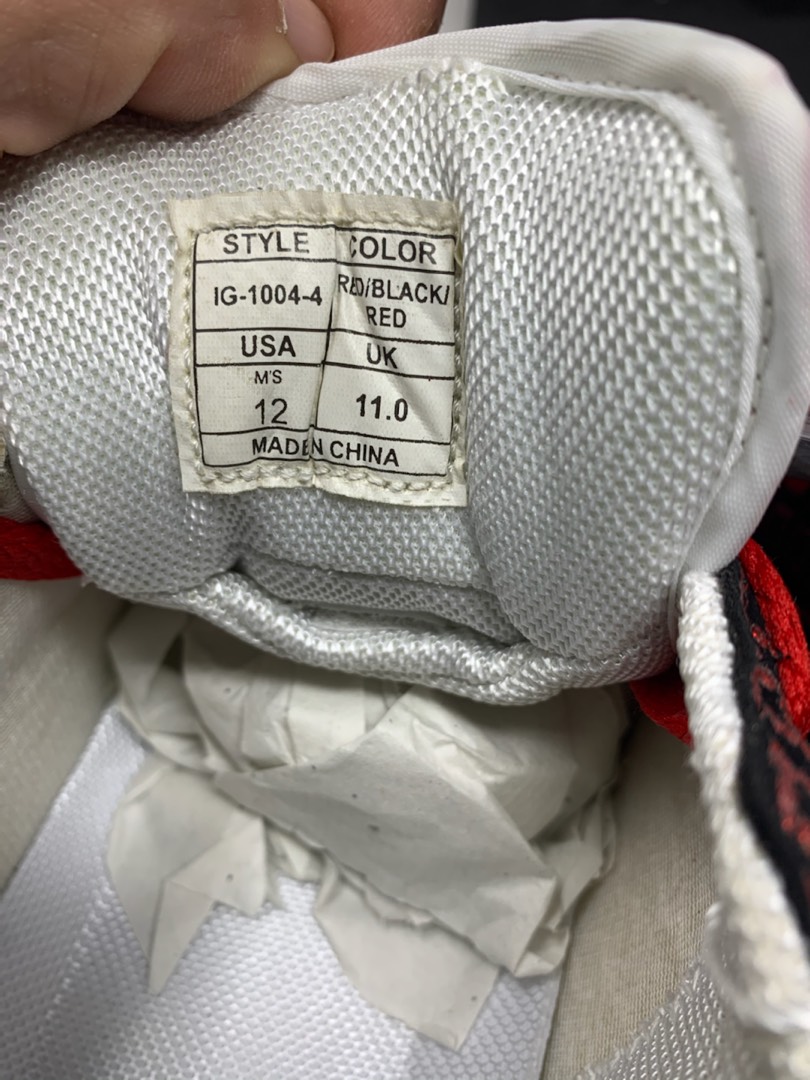 STYLE COLOR
IG-1004-4 RED/BLACK/
RED
USA UK
M'S
12 11.0
MADE IN CHINA